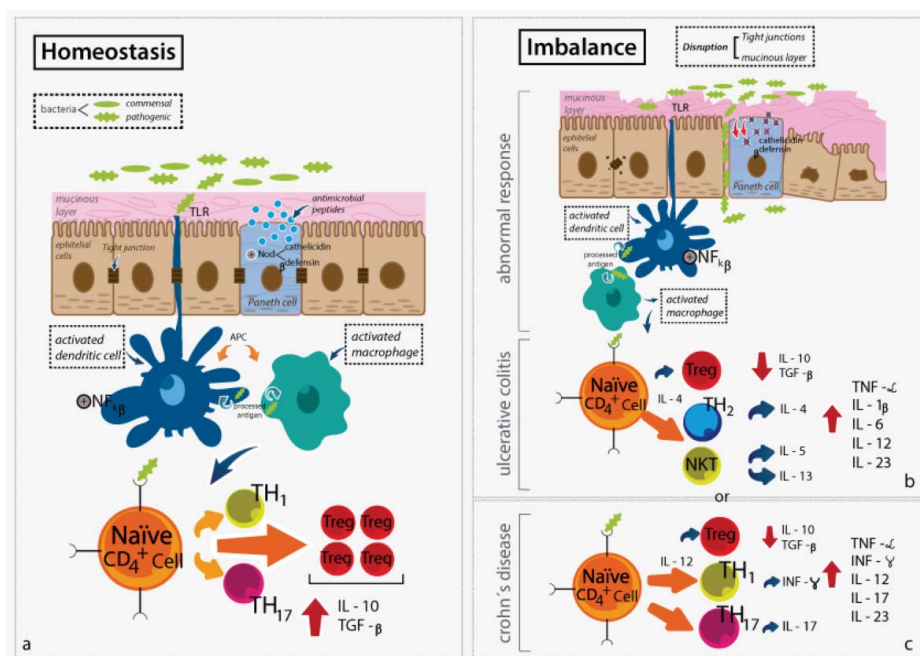 Homeostasis
bacteria
commensal
pathogenic
mucinous
layer
TLR
antimicrobial
peptides
ephitelial
cells
Tight junction
Nod
cathelicidin
β defensin
Paneth cell
activated
dendritic cell
APC
activated
macrophage
NFkβ
processed
antigen
Naïve
CD4+ Cell
TH1
TH17
Treg Treg
Treg Treg
IL - 10
TGF - β
a
Imbalance
Disruption
Tight junctions
mucinous layer
abnormal response
mucinous
layer
TLR
ephitelial
cells
cathelicidin
defensin
β
Paneth cell
activated
dendritic cell
processed
antigen
NFkβ
activated
macrophage
ulcerative colitis
Naïve
CD4+ Cell
IL - 4
Treg
TH2
NKT
IL - 10
TGF - β
IL - 4
IL - 5
IL - 13
TNF - ⍺
IL - 1β
IL - 6
IL - 12
IL - 23
b
or
crohn´s disease
Naïve
CD4+ Cell
IL - 12
Treg
TH1
TH17
IL - 10
TGF - β
INF - ɣ
IL - 17
TNF - ⍺
INF - ɣ
IL - 12
IL - 17
IL - 23
c